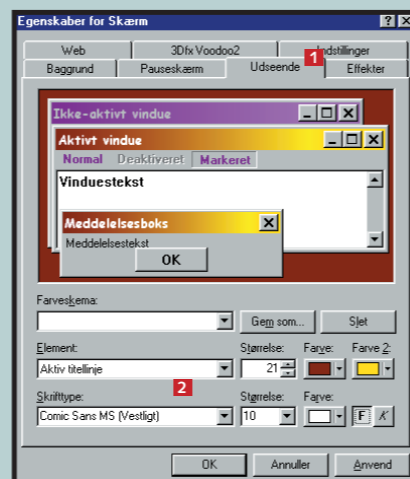 Egenskaber for Skærm
Web 3Dfx Voodoo2 Indstillinger
Baggrund Pauseskærm Udseende Effekter
1
Ikke-aktivt vindue
Aktivt vindue
Normal Deaktiveret Markeret
Vinduestekst
Meddelelsesboks
Meddelelsestekst
OK
Farveskema:
Gem som... Slet
Element: Størrelse: Farve: Farve 2:
Aktiv titellinje 21
2
Skrifttype: Størrelse: Farve:
Comic Sans MS (Vestligt) 10 F K
OK Annuller Anvend